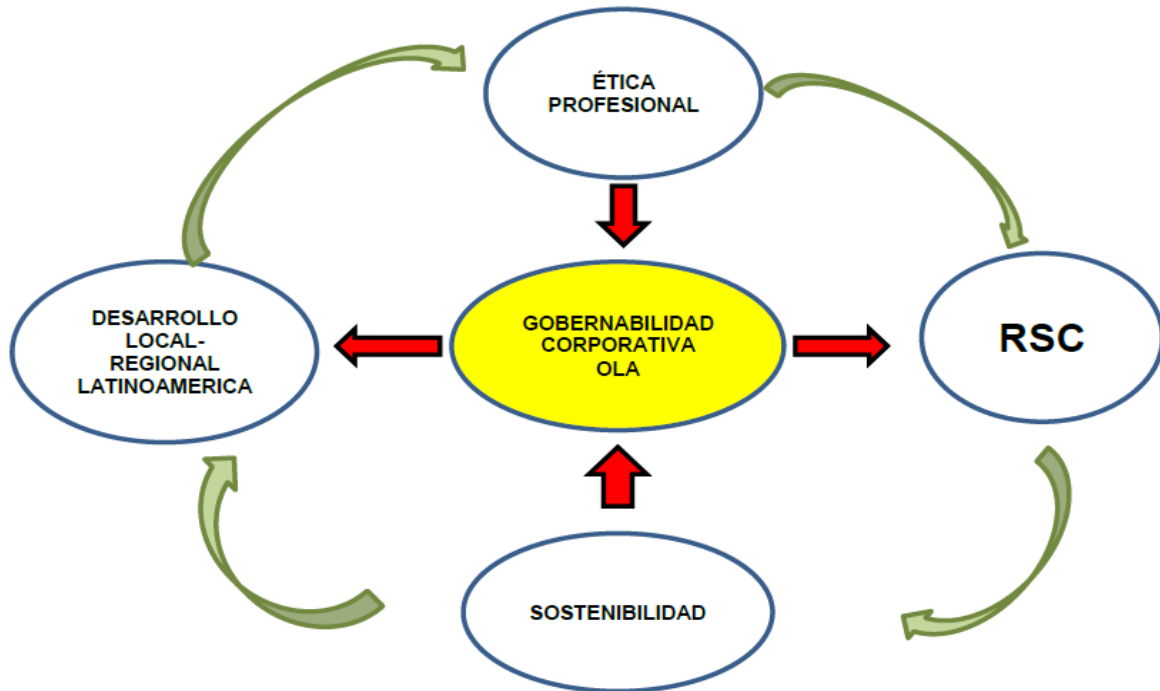 ÉTICA
PROFESIONAL
DESARROLLO
LOCAL-
REGIONAL
LATINOAMERICA
GOBERNABILIDAD
CORPORATIVA
OLA
RSC
SOSTENIBILIDAD